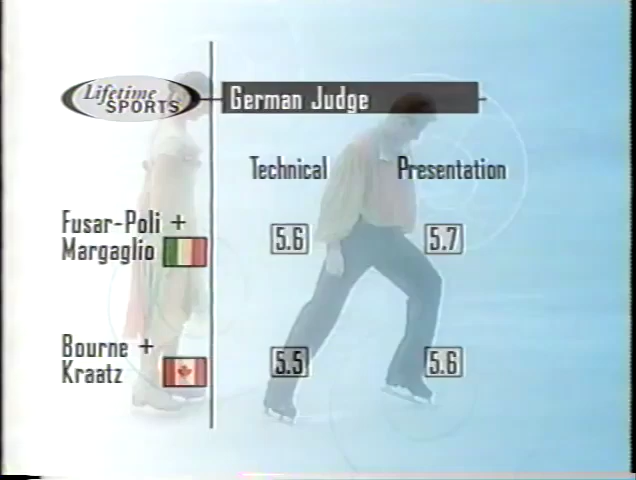 Lifetime
SPORTS
German Judge
Technical Presentation
Fusar-Poli +
Margaglio
5.6 5.7
Bourne +
Kraatz
5.5 5.6